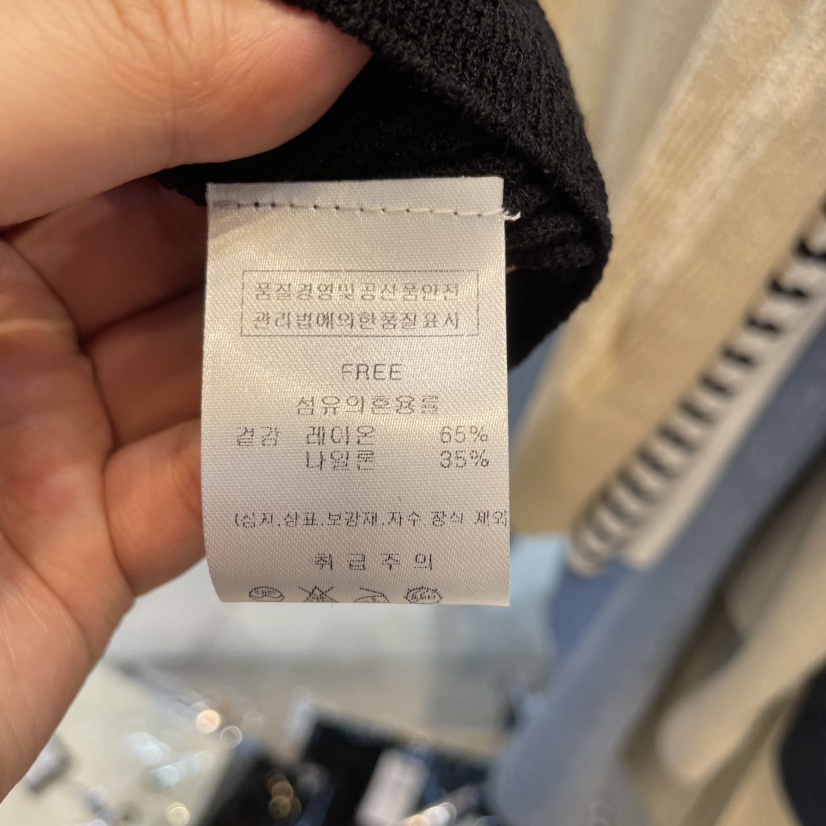 품질경영및공산품안전
관리법에의한품질표시
FREE
섬유의혼용률
겉감 레이온 65%
나일론 35%
(심지.상표.보강재.자수.장식 제외
취급주의